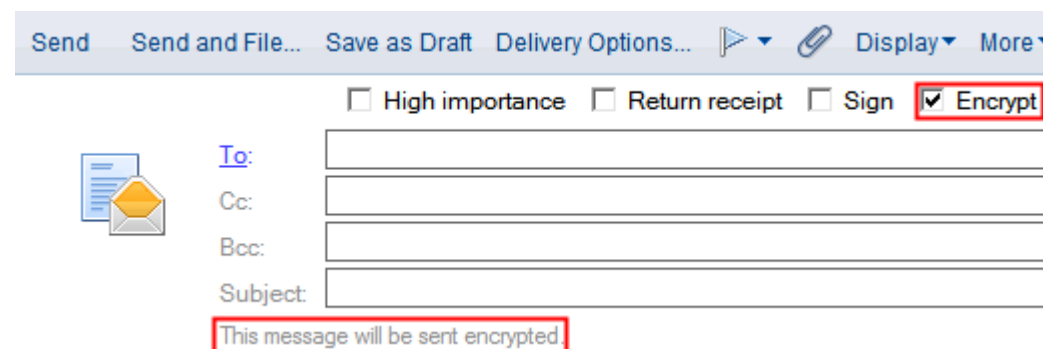 Send Send and File... Save as Draft Delivery Options... Display More
High importance Return receipt Sign Encrypt
To:
Cc:
Bcc:
Subject:
This message will be sent encrypted.